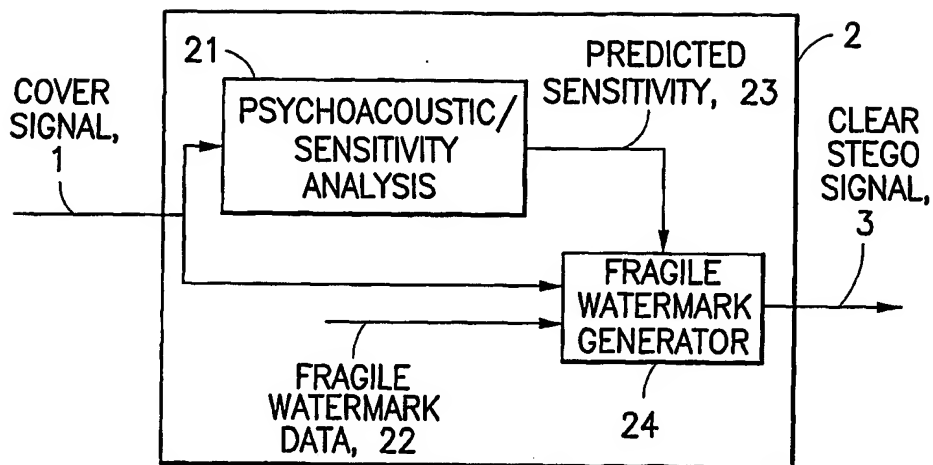 21
PREDICTED
SENSITIVITY, 23
2
COVER
SIGNAL,
1
PSYCHOACOUSTIC/
SENSITIVITY
ANALYSIS
CLEAR
STEGO
SIGNAL,
3
FRAGILE
WATERMARK
GENERATOR
FRAGILE
WATERMARK
DATA, 22
24